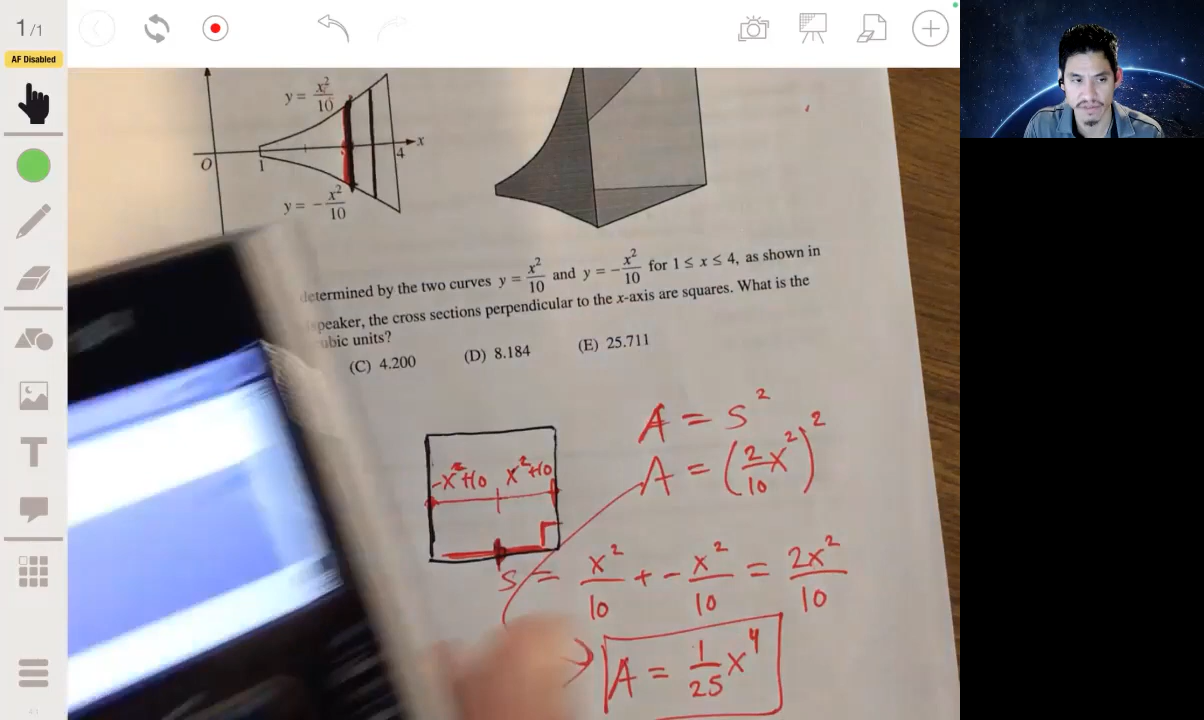 1/1
AF Disabled
y = x²/10
O
1
4
x
y = -x²/10
determined by the two curves y = x²/10 and y = -x²/10 for 1 ≤ x ≤ 4, as shown in
speaker, the cross sections perpendicular to the x-axis are squares. What is the
ubic units?
(C) 4.200 (D) 8.184 (E) 25.711
A = s²
-x²/10 x²/10
A = (2/10 x²)²
s = x²/10 + - x²/10 = 2x²/10
A = 1/25 x⁴
T